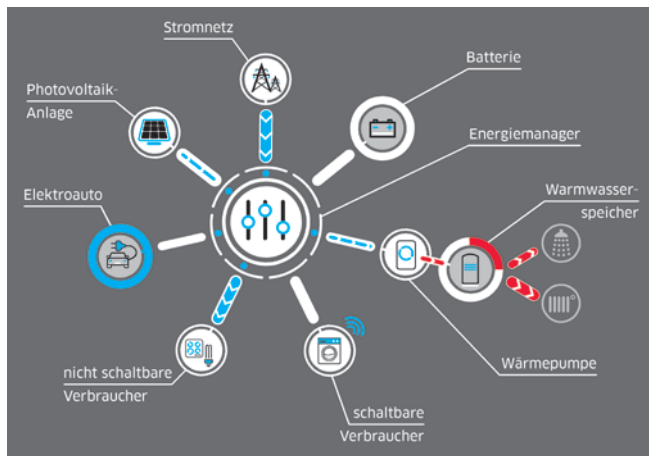 Stromnetz
Batterie
Photovoltaik-
Anlage
Energiemanager
Elektroauto
Warmwasser-
speicher
nicht schaltbare
Verbraucher
Wärmepumpe
schaltbare
Verbraucher